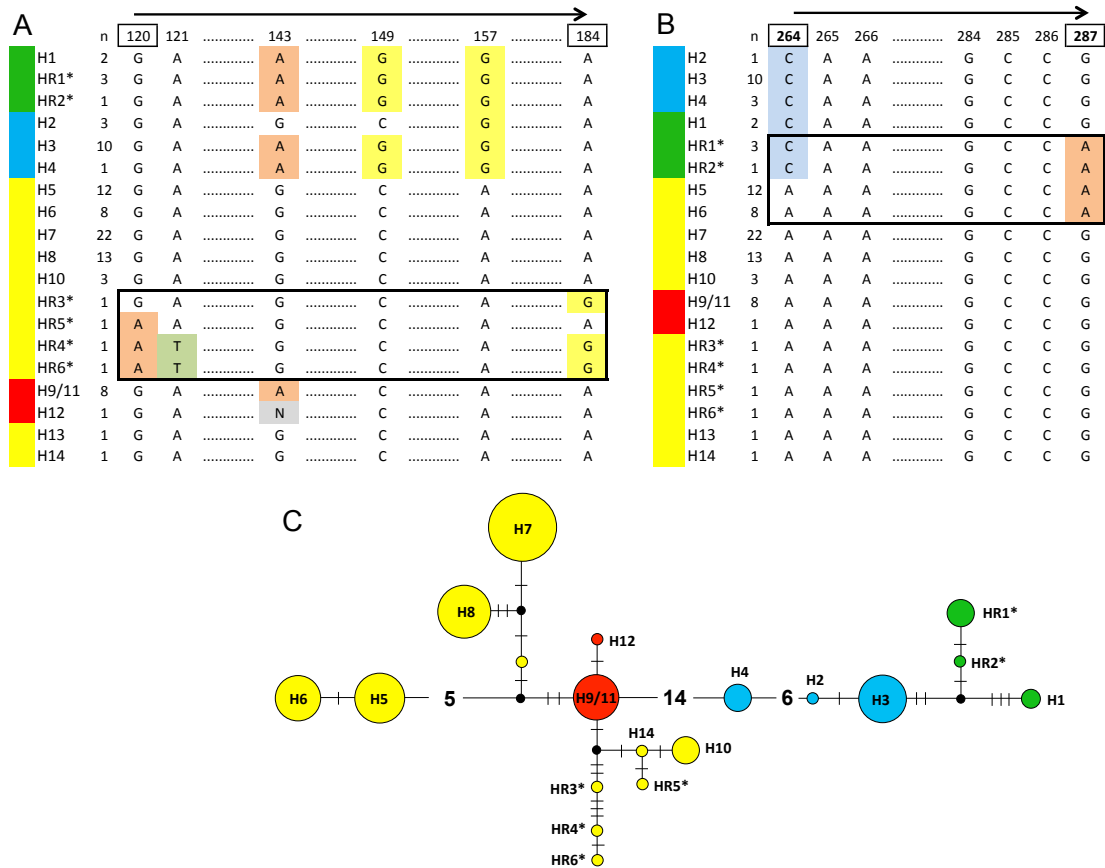 A
n 120 121 ............ 143 ............ 149 ............ 157 ............ 184
H1 2 G A ............ A ............ G ............ G ............ A
HR1* 3 G A ............ A ............ G ............ G ............ A
HR2* 1 G A ............ A ............ G ............ G ............ A
H2 3 G A ............ G ............ C ............ G ............ A
H3 10 G A ............ A ............ G ............ G ............ A
H4 1 G A ............ A ............ G ............ G ............ A
H5 12 G A ............ G ............ C ............ A ............ A
H6 8 G A ............ G ............ C ............ A ............ A
H7 22 G A ............ G ............ C ............ A ............ A
H8 13 G A ............ G ............ C ............ A ............ A
H10 3 G A ............ G ............ C ............ A ............ A
HR3* 1 G A ............ G ............ C ............ A ............ G
HR5* 1 A A ............ G ............ C ............ A ............ A
HR4* 1 A T ............ G ............ C ............ A ............ G
HR6* 1 A T ............ G ............ C ............ A ............ G
H9/11 8 G A ............ A ............ C ............ A ............ A
H12 1 G A ............ N ............ C ............ A ............ A
H13 1 G A ............ G ............ C ............ A ............ A
H14 1 G A ............ G ............ C ............ A ............ A
B
n 264 265 266 ............ 284 285 286 287
H2 1 C A A ............ G C C G
H3 10 C A A ............ G C C G
H4 3 C A A ............ G C C G
H1 2 C A A ............ G C C G
HR1* 3 C A A ............ G C C A
HR2* 1 C A A ............ G C C A
H5 12 A A A ............ G C C A
H6 8 A A A ............ G C C A
H7 22 A A A ............ G C C G
H8 13 A A A ............ G C C G
H10 3 A A A ............ G C C G
H9/11 8 A A A ............ G C C G
H12 1 A A A ............ G C C G
HR3* 1 A A A ............ G C C G
HR4* 1 A A A ............ G C C G
HR5* 1 A A A ............ G C C G
HR6* 1 A A A ............ G C C G
H13 1 A A A ............ G C C G
H14 1 A A A ............ G C C G
C
H7
H8
HR1*
H12
HR2*
H4
H2
H6 H5 5 H9/11 14 6 H3 H1
H14
H10
HR3* HR5*
HR4*
HR6*